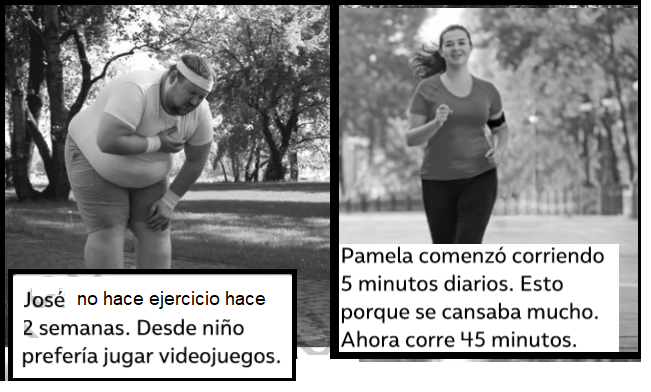 José no hace ejercicio hace
2 semanas. Desde niño
prefería jugar videojuegos.
Pamela comenzó corriendo
5 minutos diarios. Esto
porque se cansaba mucho.
Ahora corre 45 minutos.